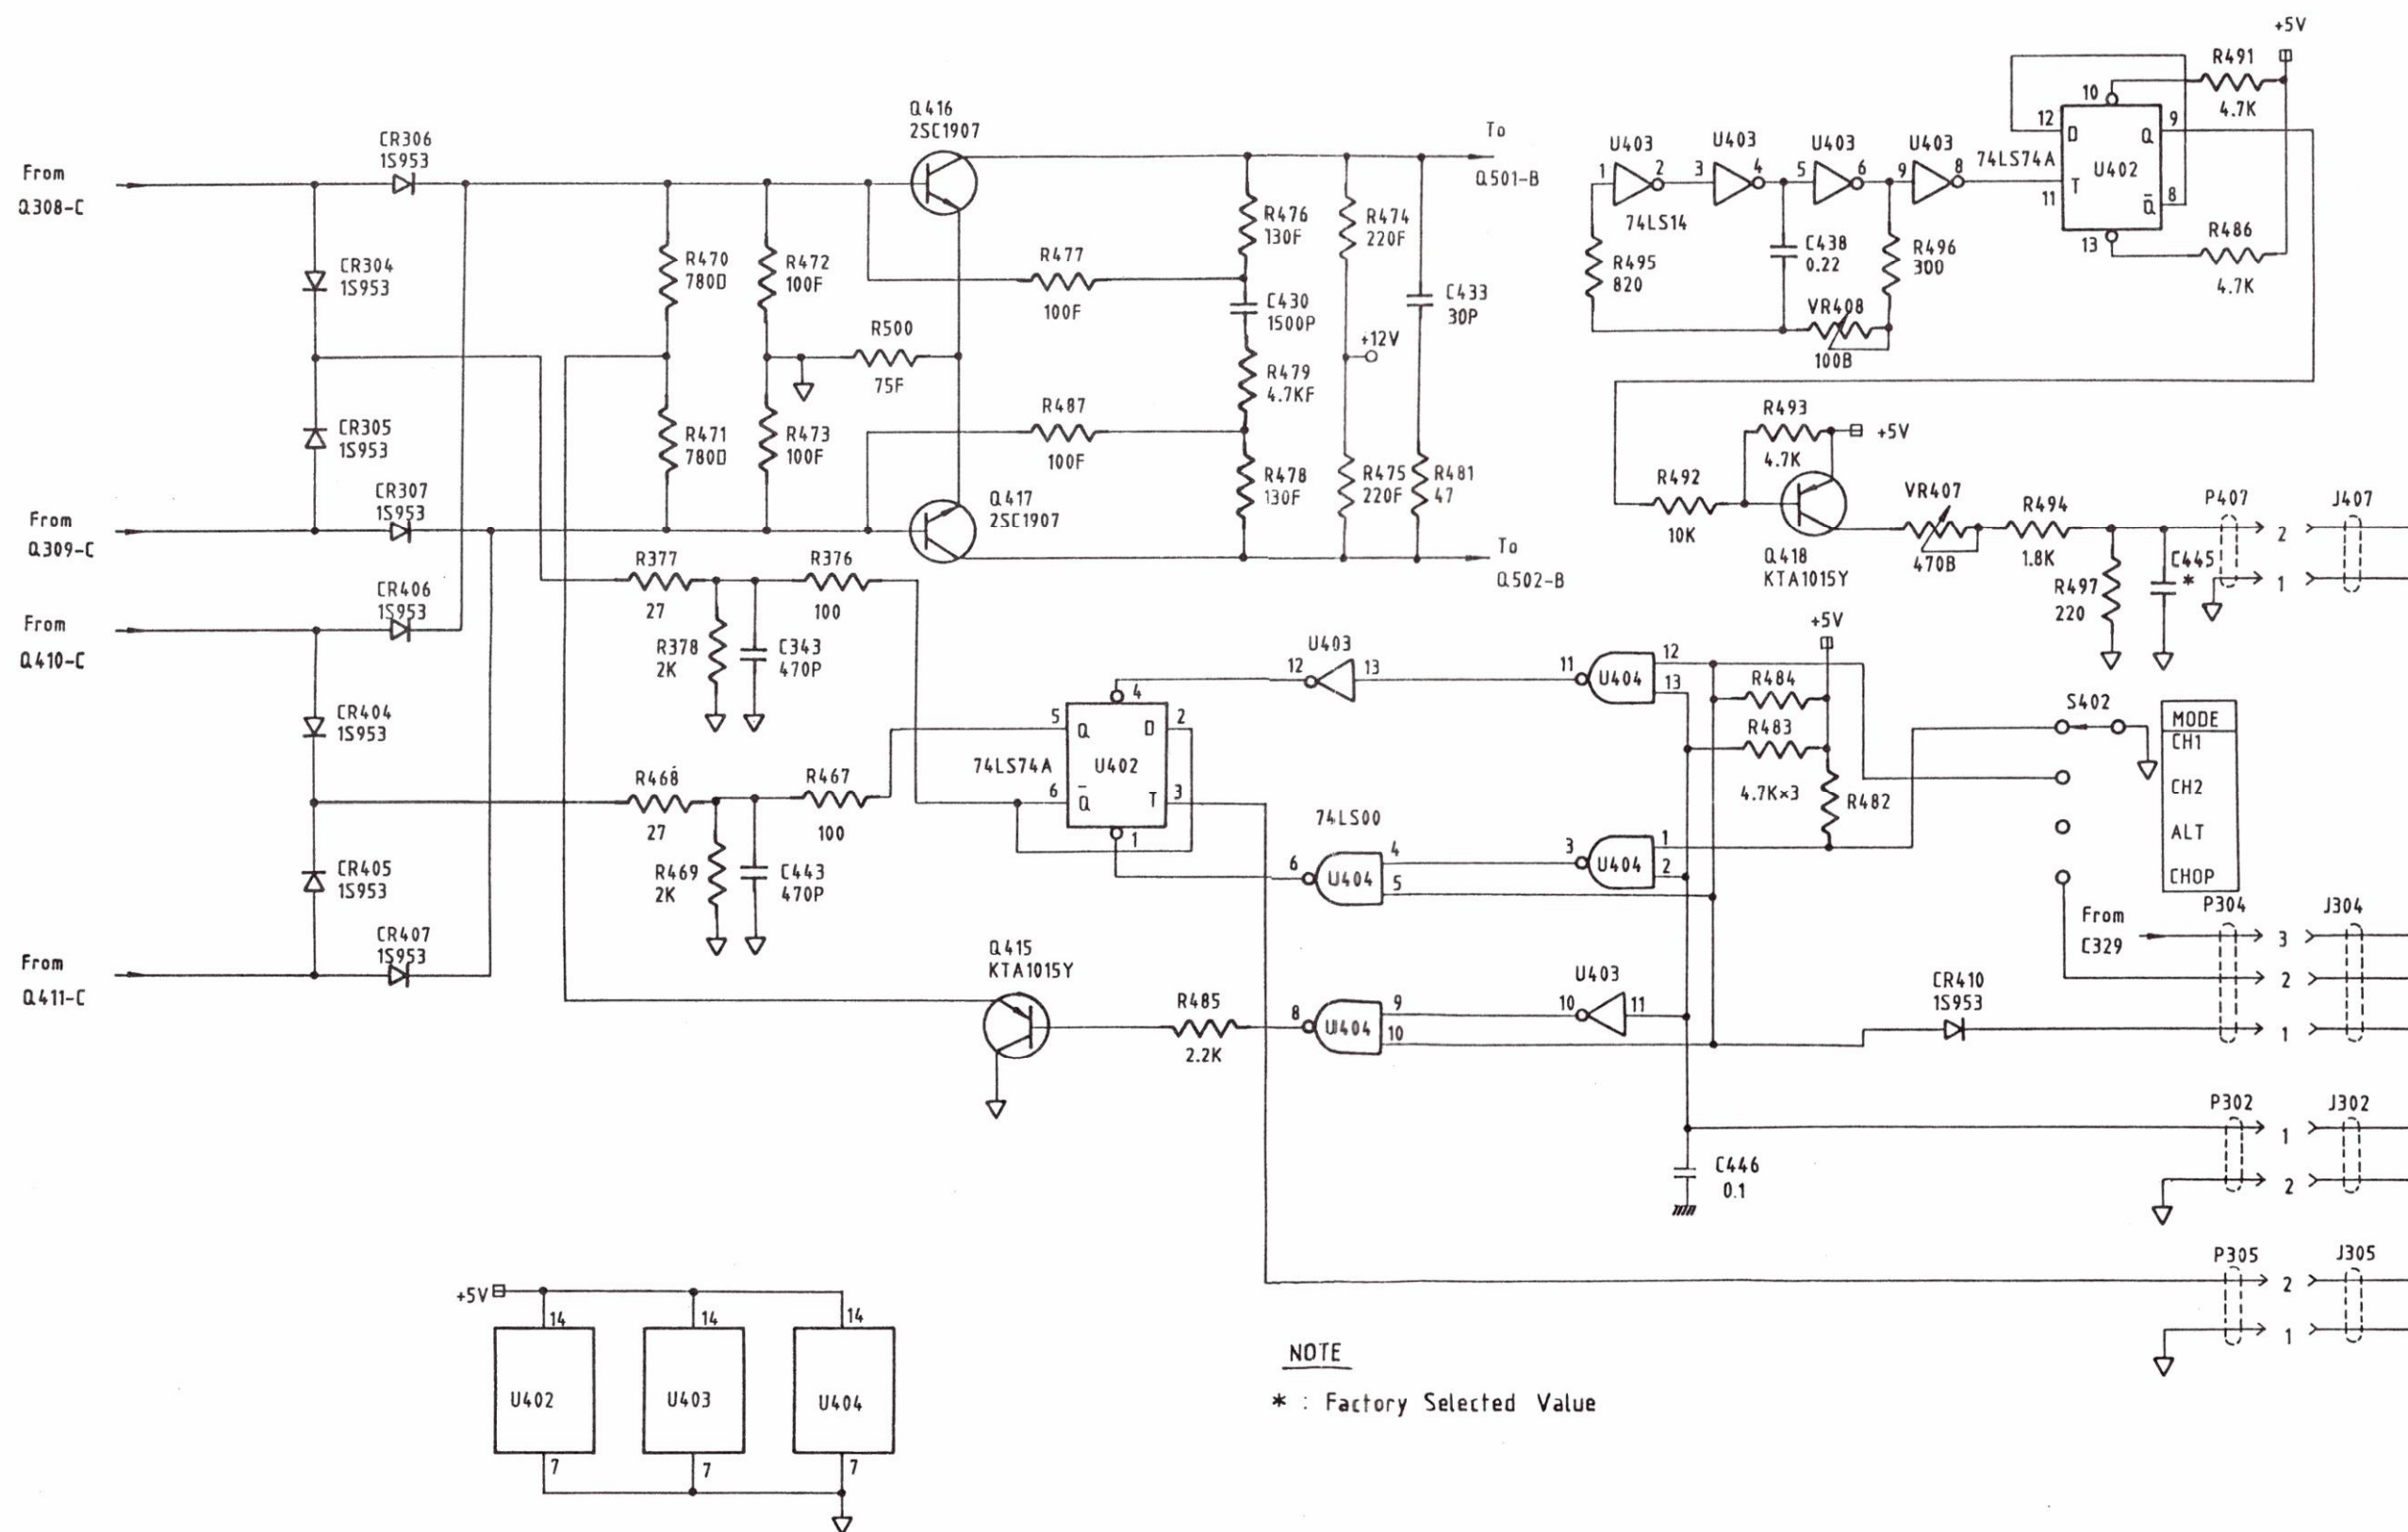 +5V
R491
4.7K
10
12
D
Q
9
74LS74A
U402
T
11
Q̅
8
13
R486
4.7K
U403
1
2
74LS14
U403
3
4
U403
5
6
U403
9
8
R495
820
C438
0.22
R496
300
VR408
100B
From
Q308-C
CR306
1S953
CR304
1S953
CR305
1S953
From
Q309-C
CR307
1S953
R470
780D
R471
780D
R472
100F
R473
100F
Q416
2SC1907
R500
75F
Q417
2SC1907
R477
100F
R487
100F
R476
130F
C430
1500P
R479
4.7KF
R478
130F
R474
220F
+12V
R475
220F
C433
30P
R481
47
To
Q501-B
To
Q502-B
R493
4.7K
+5V
R492
10K
Q418
KTA1015Y
VR407
470B
R494
1.8K
R497
220
C445
*
P407
J407
2
1
From
Q410-C
CR406
1S953
CR404
1S953
CR405
1S953
From
Q411-C
CR407
1S953
R377
27
R376
100
R378
2K
C343
470P
R468
27
R467
100
R469
2K
C443
470P
74LS74A
4
5
Q
D
2
U402
6
Q̅
T
3
1
U403
12
13
11
U404
12
13
+5V
R484
R483
4.7K×3
R482
74LS00
6
U404
4
5
3
U404
1
2
S402
MODE
CH1
CH2
ALT
CHOP
Q415
KTA1015Y
R485
2.2K
8
U404
9
10
U403
10
11
CR410
1S953
From
C329
P304
J304
3
2
1
C446
0.1
P302
J302
1
2
P305
J305
2
1
+5V
14
14
14
U402
U403
U404
7
7
7
NOTE
* : Factory Selected Value